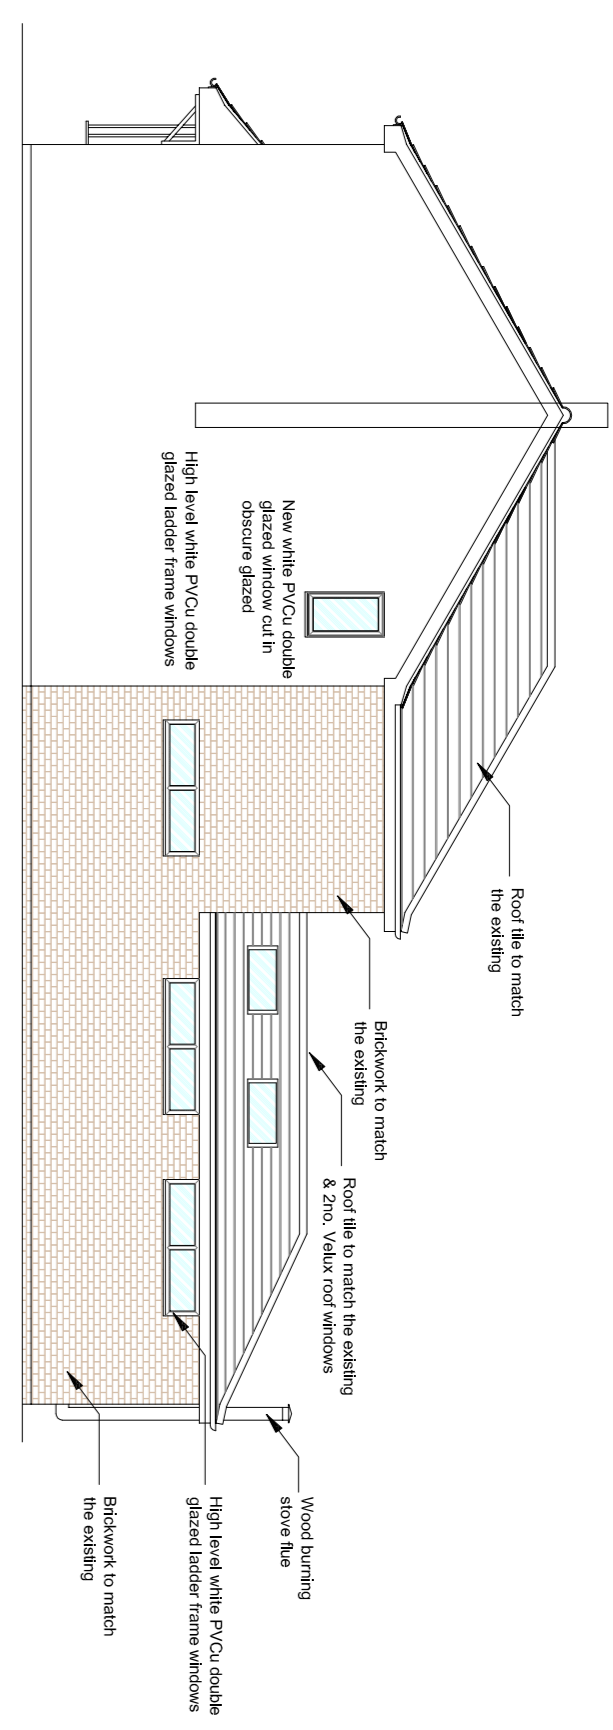 Roof tile to match
the existing
Brickwork to match
the existing
Roof tile to match the existing
& 2no. Velux roof windows
New white PVCu double
glazed window cut in
obscure glazed
High level white PVCu double
glazed ladder frame windows
Wood burning
stove flue
High level white PVCu double
glazed ladder frame windows
Brickwork to match
the existing